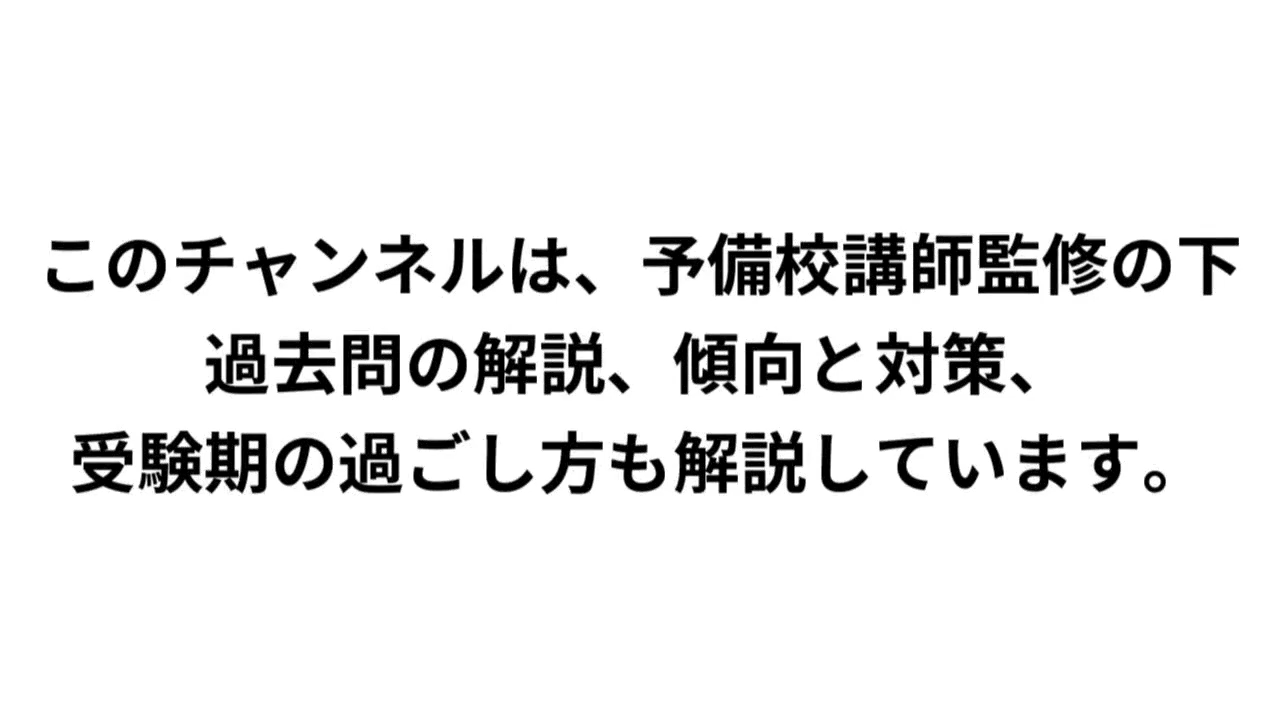 このチャンネルは、予備校講師監修の下
過去問の解説、傾向と対策、
受験期の過ごし方も解説しています。